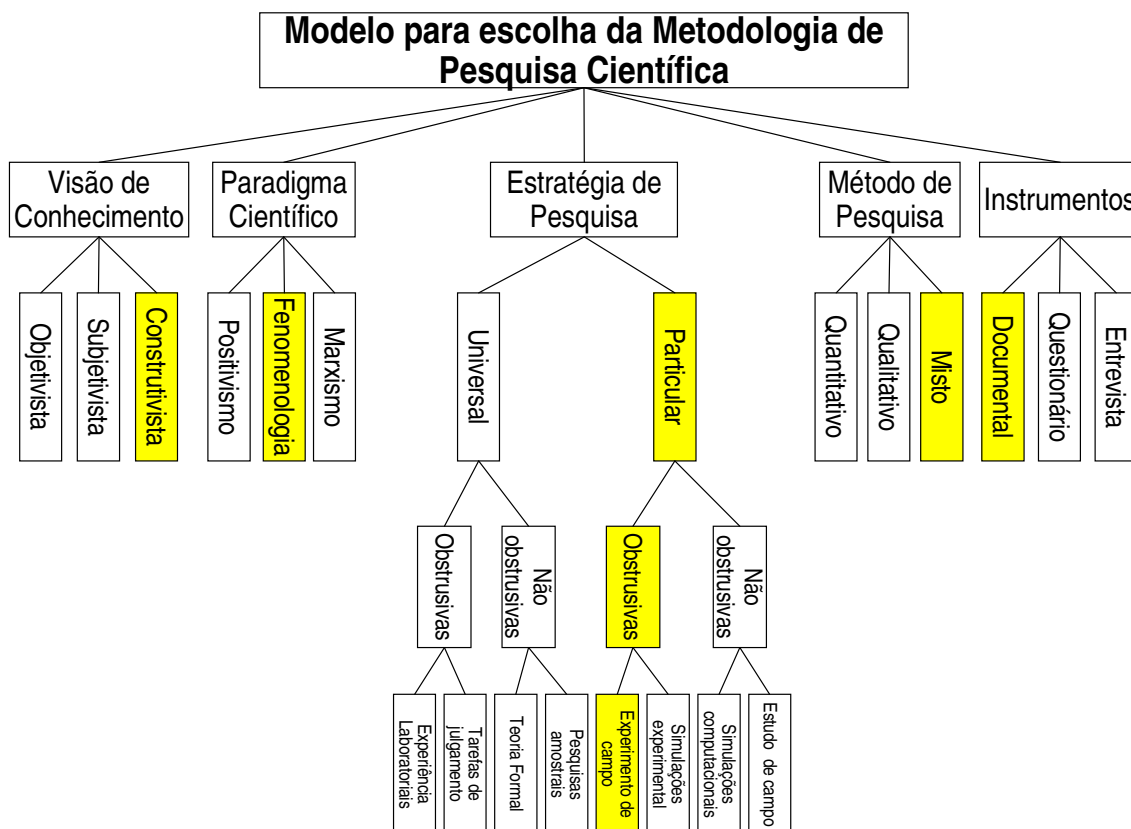 Modelo para escolha da Metodologia de
Pesquisa Científica
Visão de
Conhecimento
Paradigma
Científico
Estratégia de
Pesquisa
Método de
Pesquisa
Instrumentos
Objetivista
Subjetivista
Construtivista
Positivismo
Fenomenologia
Marxismo
Universal
Particular
Quantitativo
Qualitativo
Misto
Documental
Questionário
Entrevista
Obstrusivas
Não
obstrusivas
Obstrusivas
Não
obstrusivas
Experiência
Laboratoriais
Tarefas de
julgamento
Teoria Formal
Pesquisas
amostrais
Experimento de
campo
Simulações
experimental
Simulações
computacionais
Estudo de campo